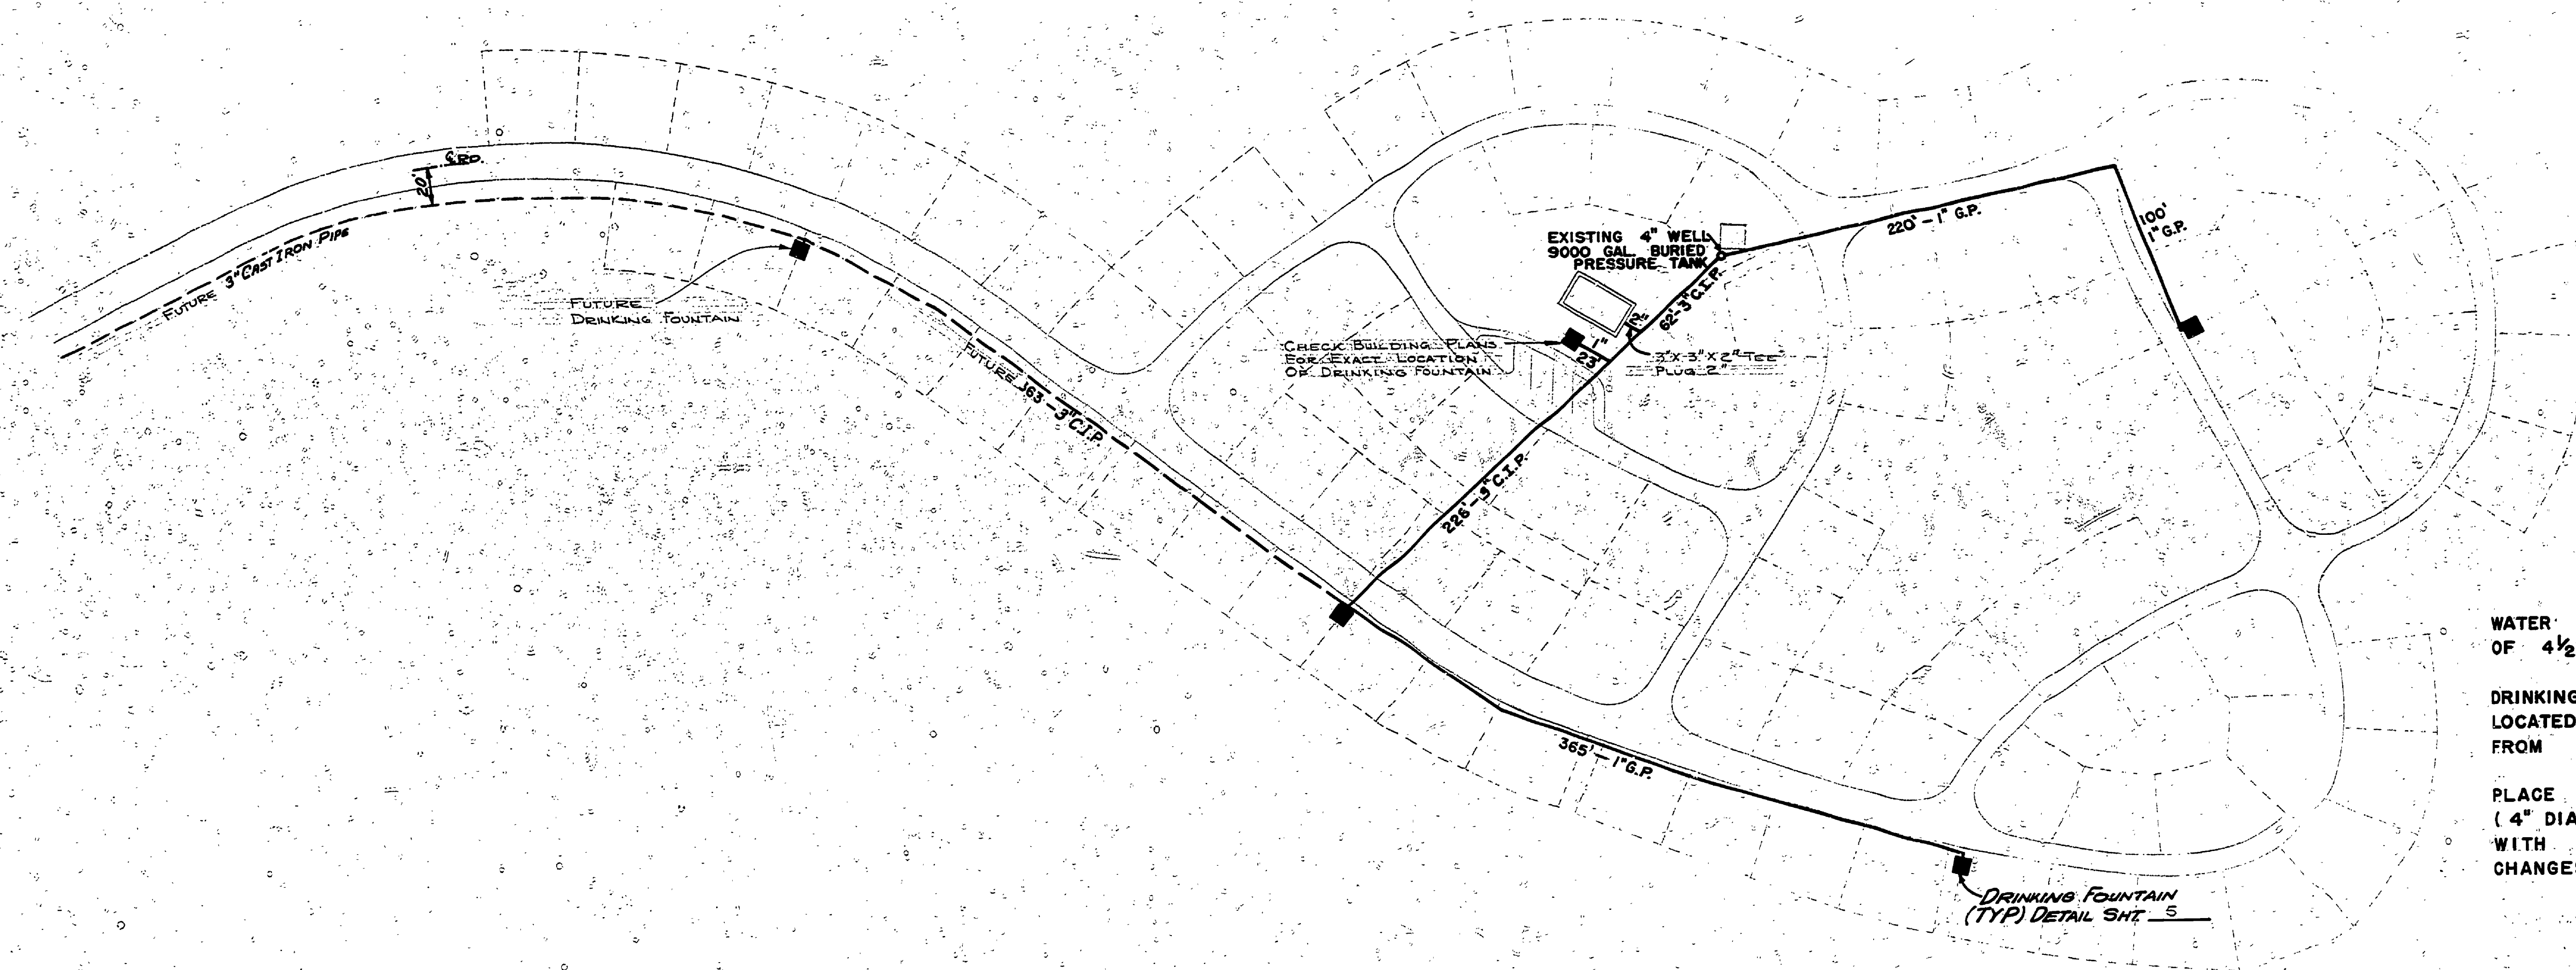 ℄ RD.
20'
FUTURE 3" CAST IRON PIPE
FUTURE
DRINKING FOUNTAIN
FUTURE 363' - 3" C.I.P.
EXISTING 4" WELL
9000 GAL. BURIED
PRESSURE TANK
220' - 1" G.P.
100'
1" G.P.
62' - 3" C.I.P.
2"
CHECK BUILDING PLANS
FOR EXACT LOCATION
OF DRINKING FOUNTAIN
1"
23'
3" X 3" X 2" TEE
PLUG 2"
226' - 3" C.I.P.
365' - 1" G.P.
DRINKING FOUNTAIN
(TYP) DETAIL SHT. 5
WATER
OF 4½
DRINKING
LOCATED
FROM
PLACE
(4" DIA
WITH
CHANGES